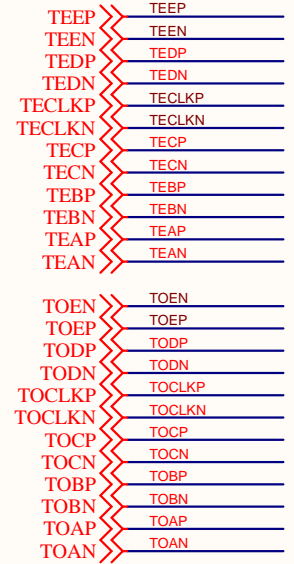 TEEP TEEP
TEEN TEEN
TEDP TEDP
TEDN TEDN
TECLKP TECLKP
TECLKN TECLKN
TECP TECP
TECN TECN
TEBP TEBP
TEBN TEBN
TEAP TEAP
TEAN TEAN
TOEN TOEN
TOEP TOEP
TODP TODP
TODN TODN
TOCLKP TOCLKP
TOCLKN TOCLKN
TOCP TOCP
TOCN TOCN
TOBP TOBP
TOBN TOBN
TOAP TOAP
TOAN TOAN